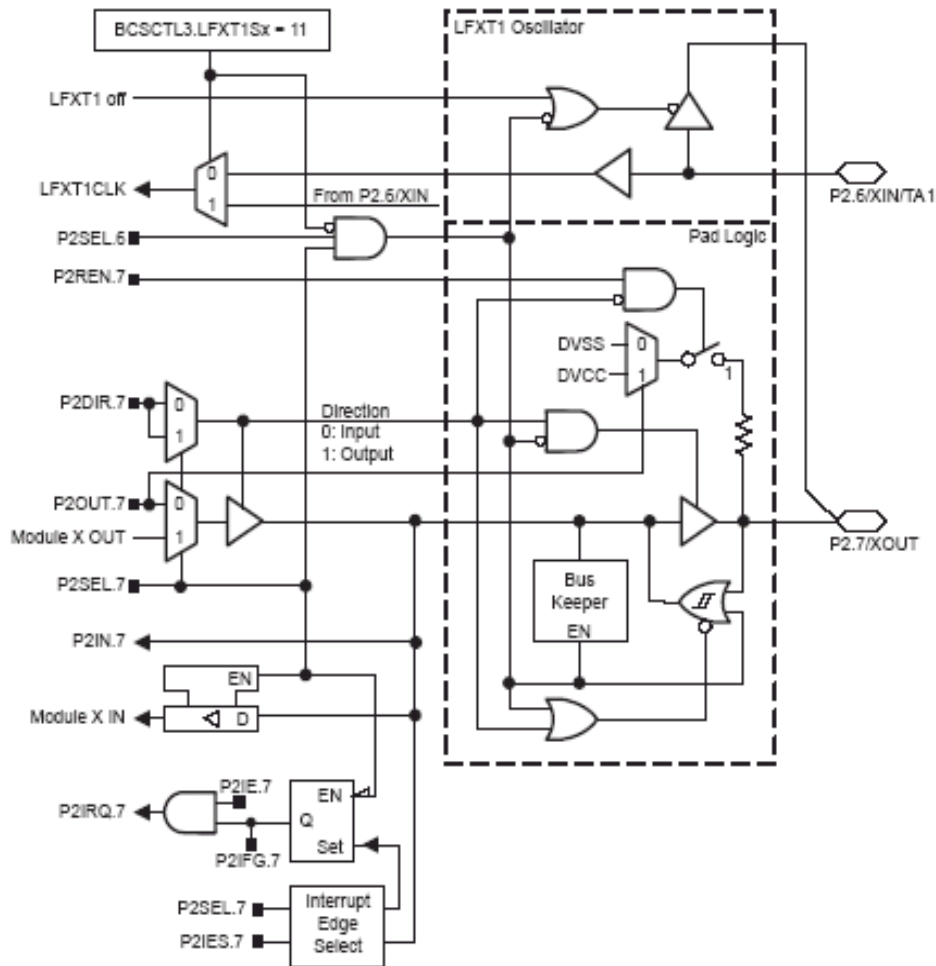 BCSCTL3.LFXT1Sx = 11
LFXT1 Oscillator
LFXT1 off
0
LFXT1CLK
1
From P2.6/XIN
P2.6/XIN/TA1
P2SEL.6
Pad Logic
P2REN.7
DVSS
0
DVCC
1
1
P2DIR.7
0
1
Direction
0: Input
1: Output
P2OUT.7
0
Module X OUT
1
P2.7/XOUT
P2SEL.7
Bus
Keeper
EN
P2IN.7
EN
Module X IN
D
P2IE.7
EN
P2IRQ.7
Q
Set
P2IFG.7
P2SEL.7
Interrupt
Edge
Select
P2IES.7